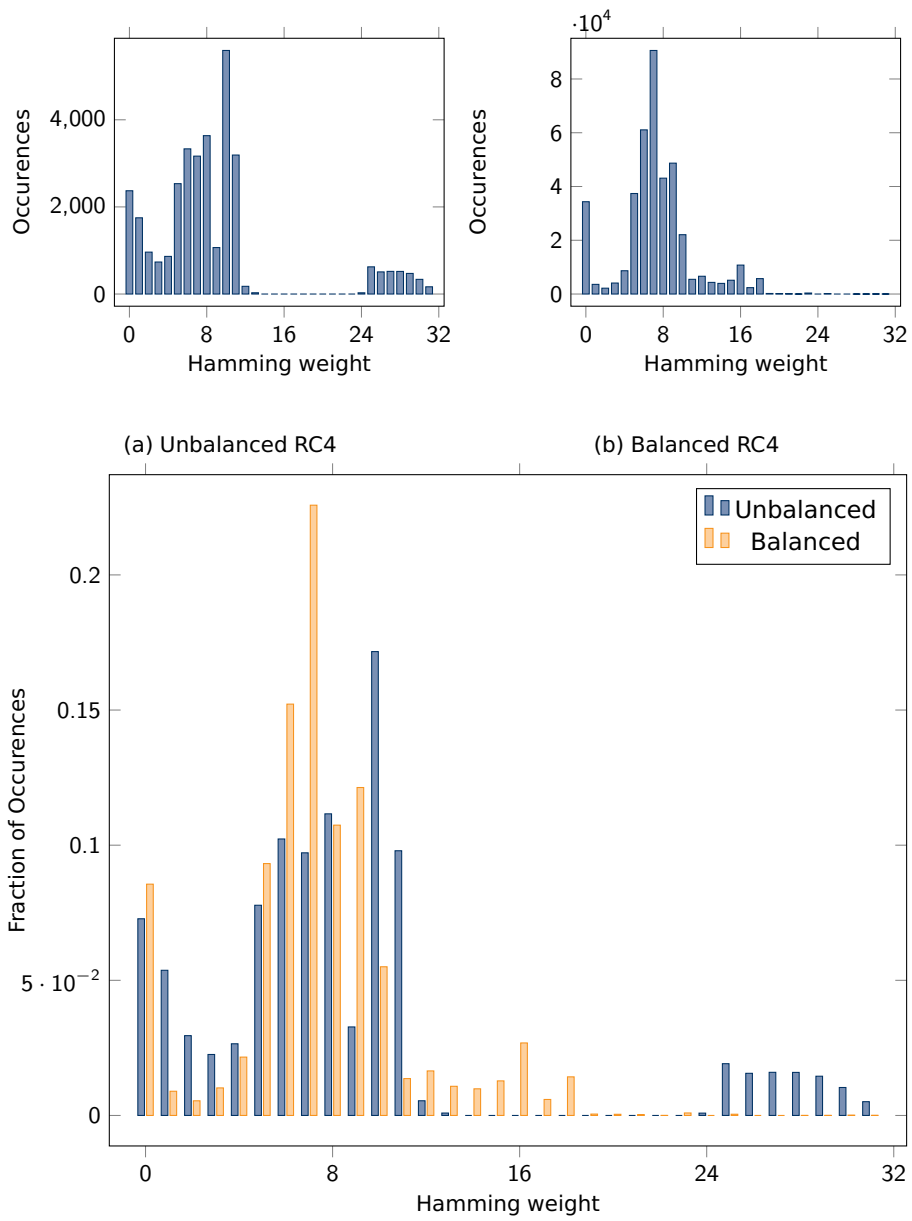 ·10⁴
Occurences
4,000
2,000
0
0 8 16 24 32
Hamming weight
Occurences
8
6
4
2
0
0 8 16 24 32
Hamming weight
(a) Unbalanced RC4
(b) Balanced RC4
Unbalanced
Balanced
Fraction of Occurences
0.2
0.15
0.1
5 · 10⁻²
0
0 8 16 24 32
Hamming weight